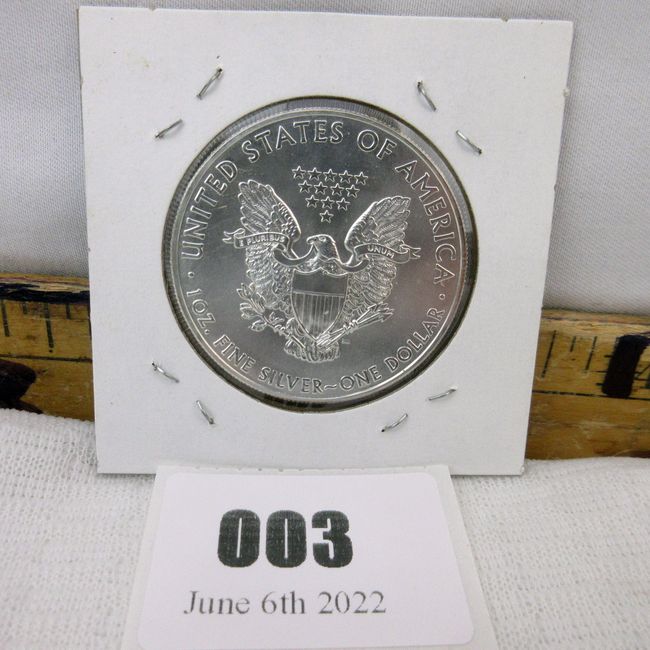 · UNITED STATES OF AMERICA ·
E PLURIBUS UNUM
1 OZ. FINE SILVER~ONE DOLLAR
003
June 6th 2022